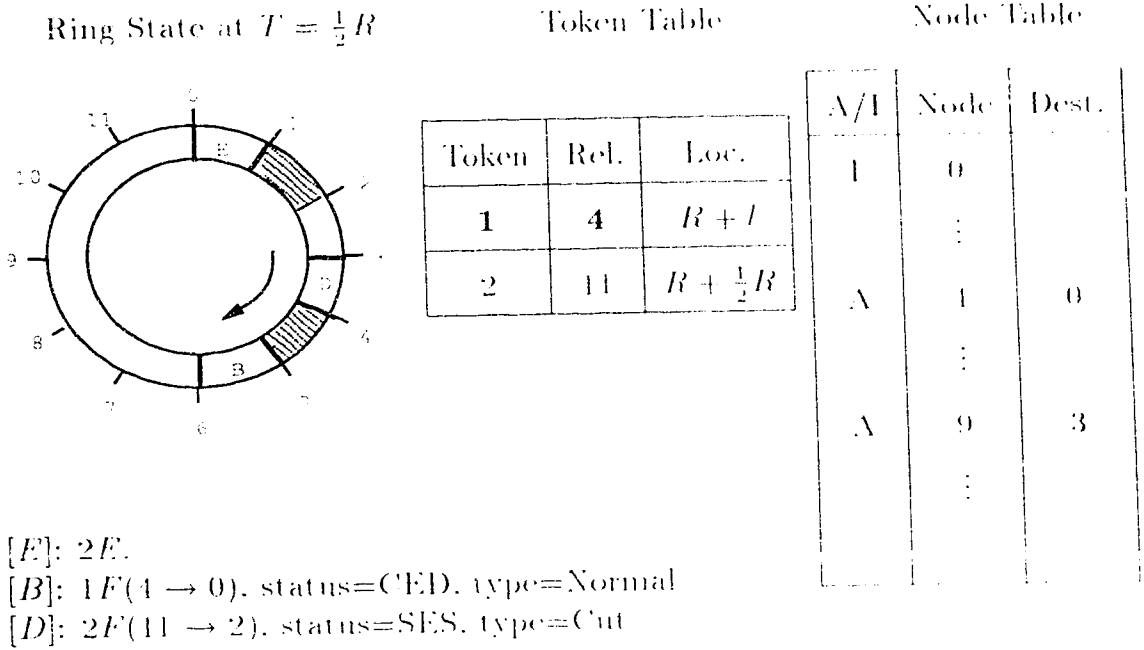 Ring State at T = ½R
Token Table
Node Table
0
1
2
4
6
8
9
10
11
E
D
B
Token Rel. Loc.
1 4 R + l
2 11 R + ½R
A/I Node Dest.
I 0
⋮
A 4 0
⋮
A 9 3
⋮
[E]: 2E.
[B]: 1F(4 → 0). status=CED. type=Normal
[D]: 2F(11 → 2). status=SES. type=Cut